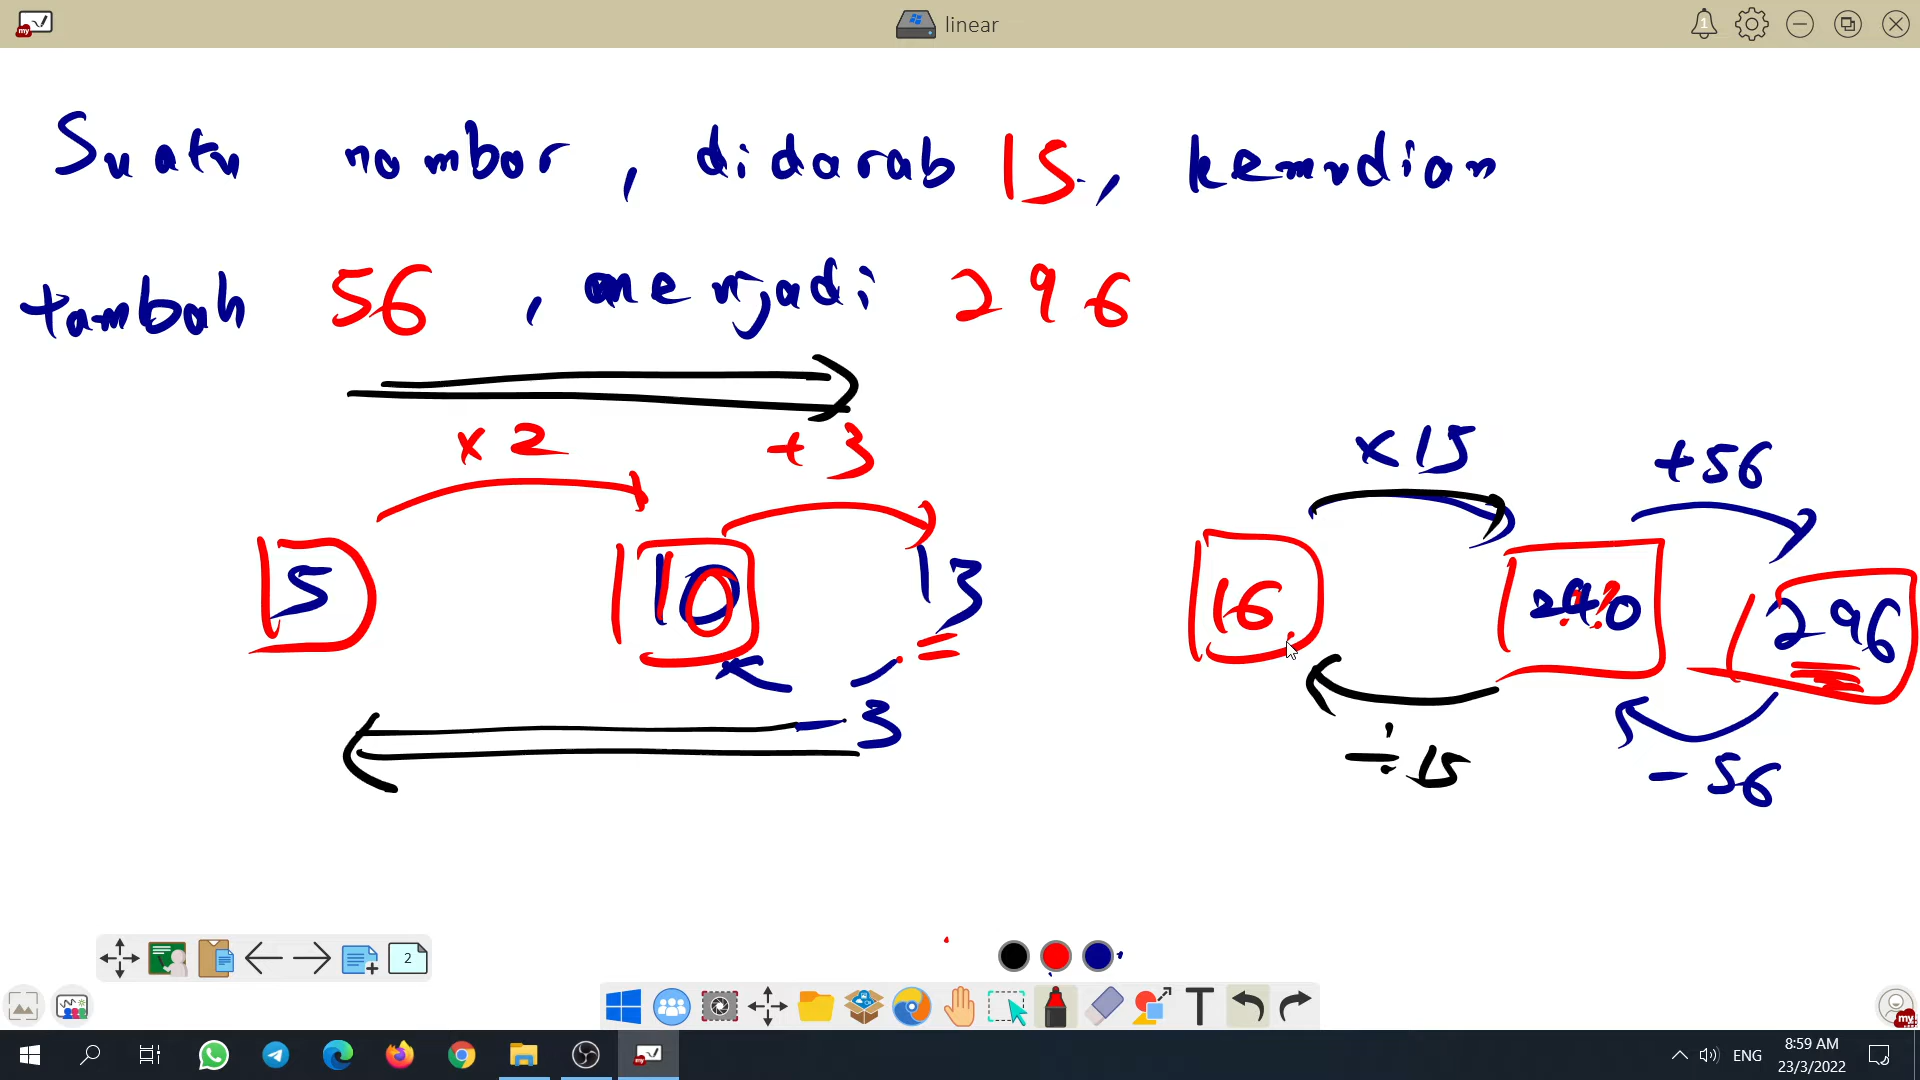 linear
Suatu nombor, didarab 15, kemudian
tambah 56, menjadi 296
x 2 + 3
5 10 13
- 3
x 15 +56
16 240 296
÷ 15 - 56
2
T
ENG
8:59 AM
23/3/2022